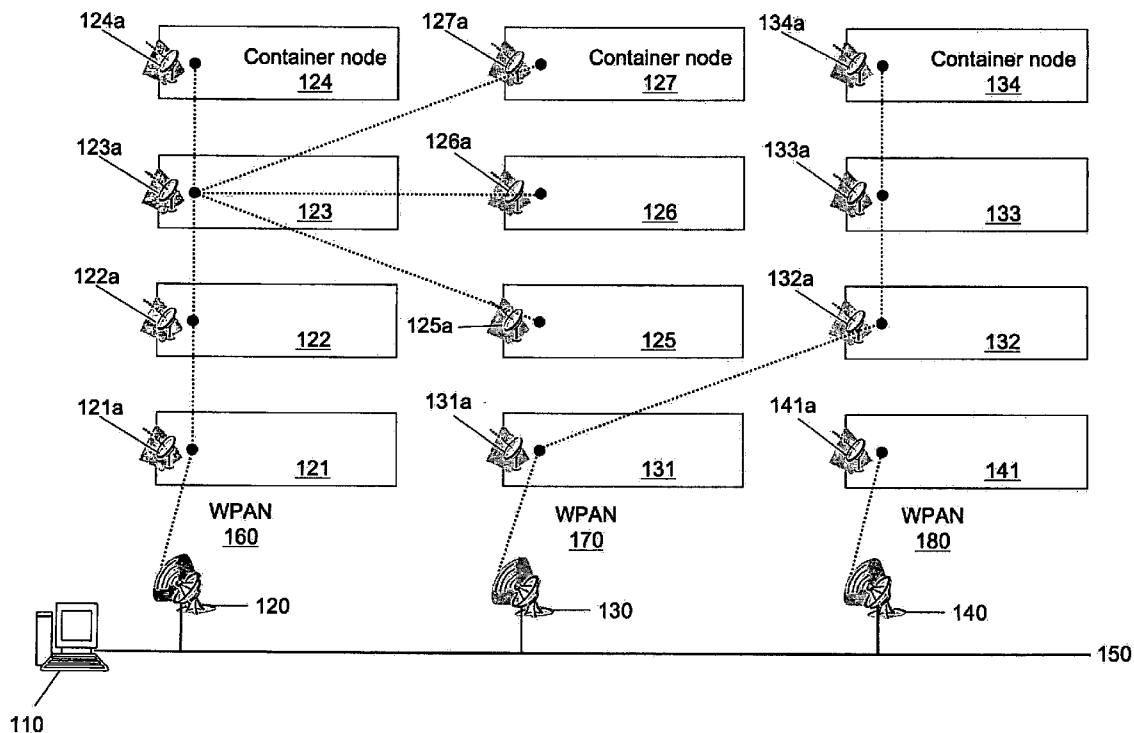 124a
Container node
124
127a
Container node
127
134a
Container node
134
123a
123
126a
126
133a
133
122a
122
125a
125
132a
132
121a
121
131a
131
141a
141
WPAN
160
WPAN
170
WPAN
180
120
130
140
150
110